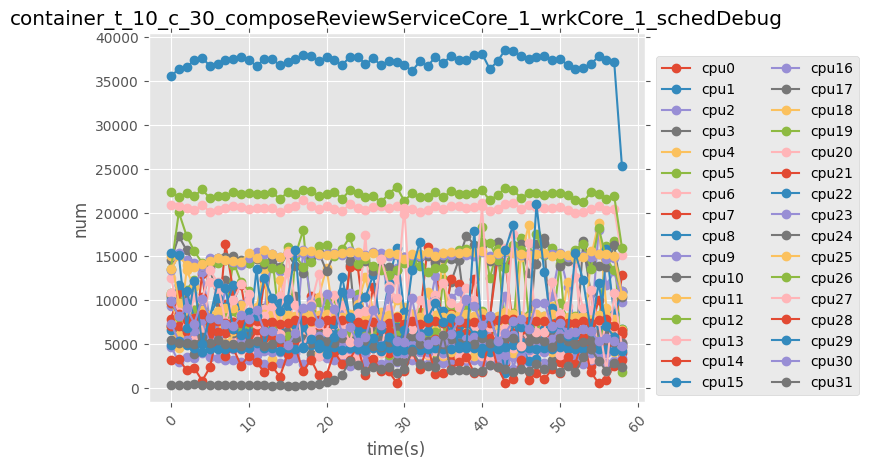 container_t_10_c_30_composeReviewServiceCore_1_wrkCore_1_schedDebug
num
40000
35000
30000
25000
20000
15000
10000
5000
0
0
10
20
30
40
50
60
time(s)
cpu0
cpu1
cpu2
cpu3
cpu4
cpu5
cpu6
cpu7
cpu8
cpu9
cpu10
cpu11
cpu12
cpu13
cpu14
cpu15
cpu16
cpu17
cpu18
cpu19
cpu20
cpu21
cpu22
cpu23
cpu24
cpu25
cpu26
cpu27
cpu28
cpu29
cpu30
cpu31